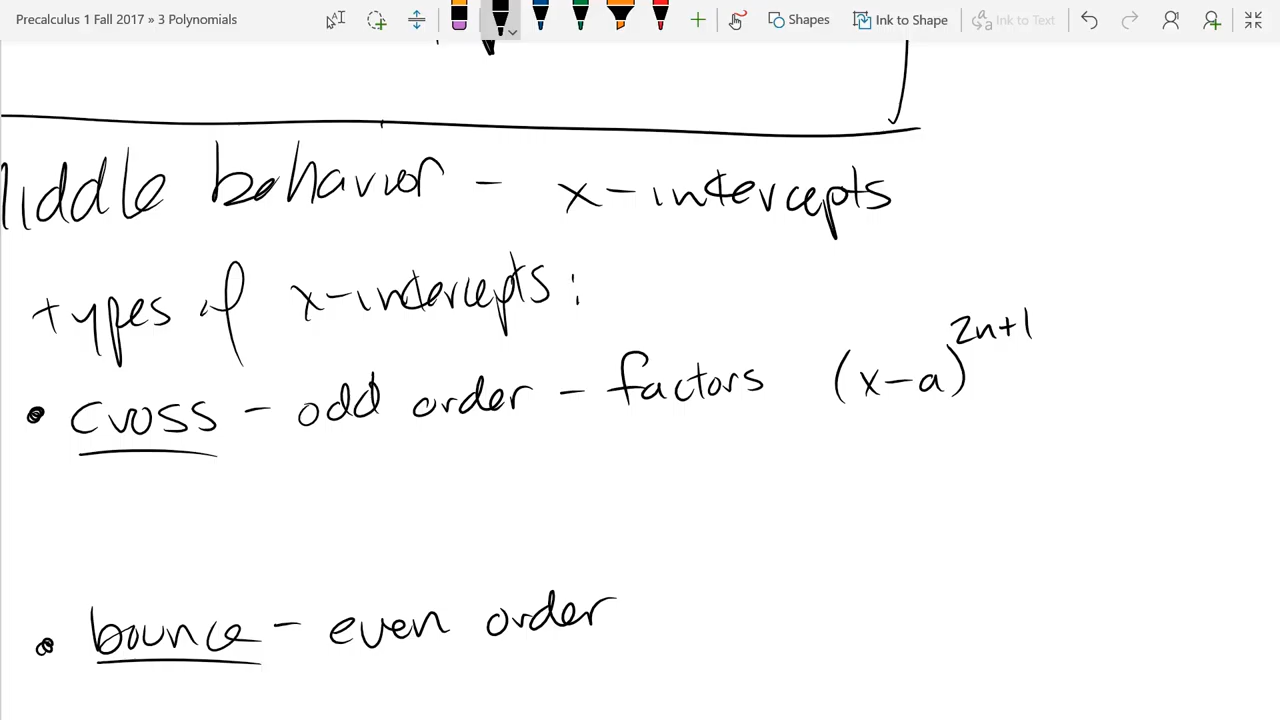 Precalculus 1 Fall 2017 » 3 Polynomials
Shapes
Ink to Shape
Ink to Text
iddle behavior - x-intercepts
types of x-intercepts:
• cross - odd order - factors (x-a)^{2n+1}
• bounce - even order